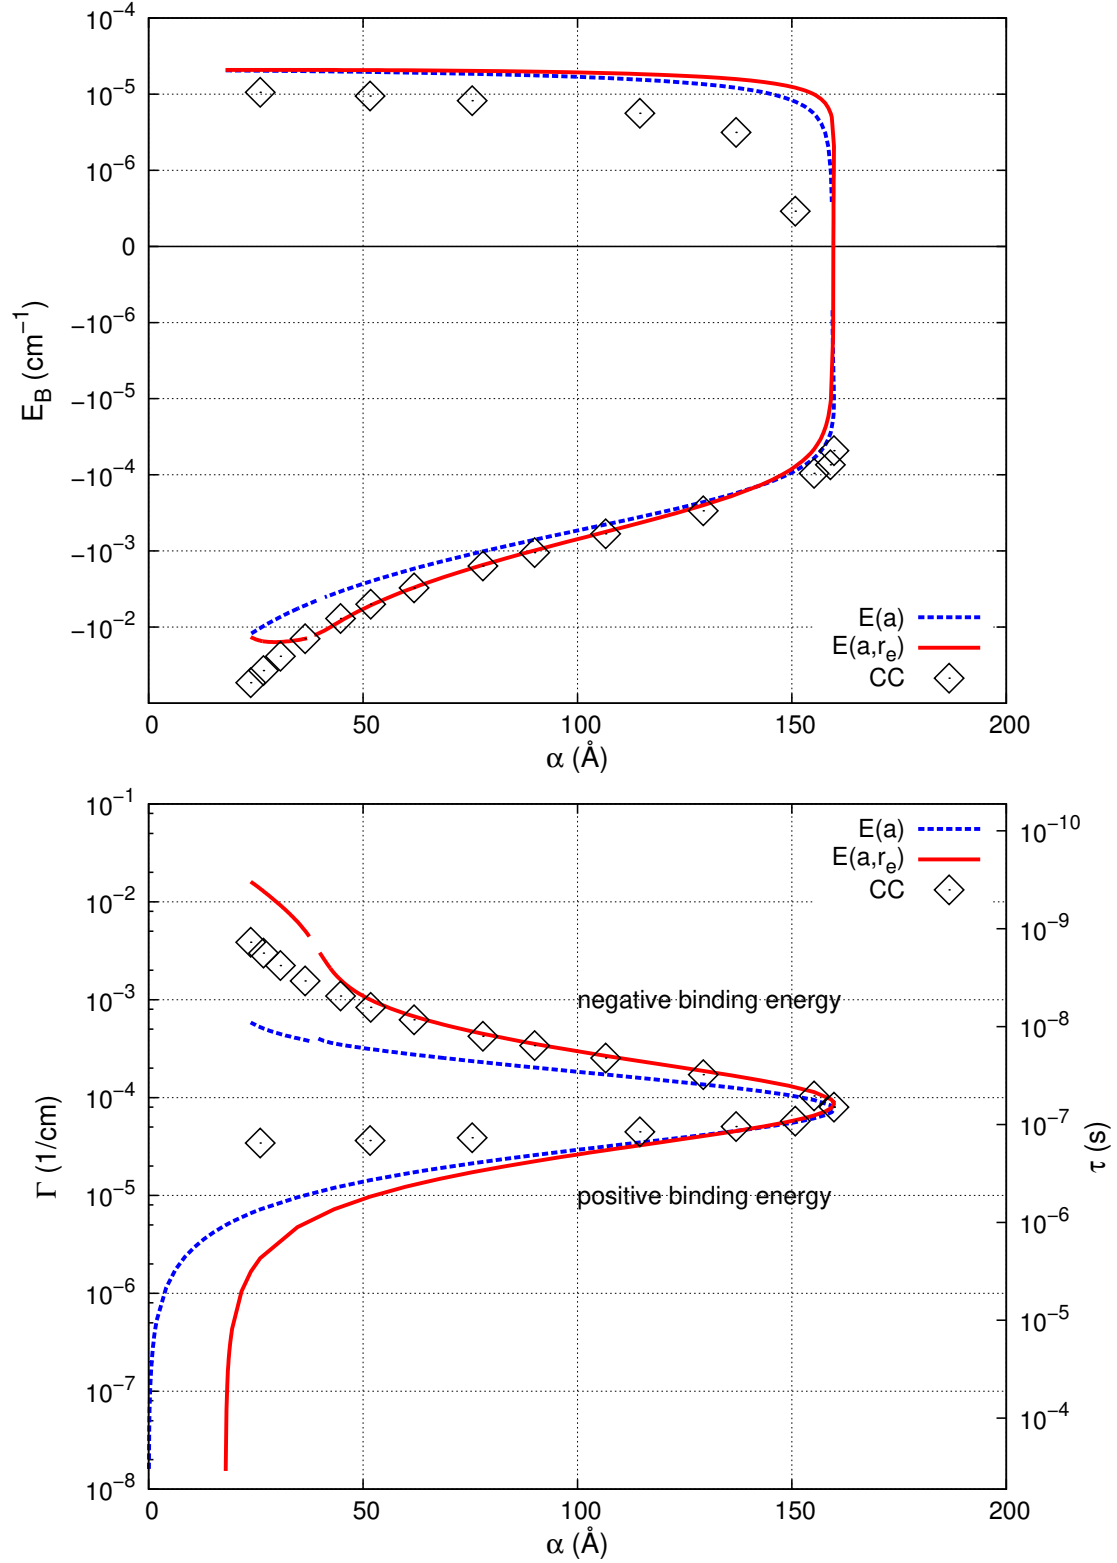 10⁻⁴
10⁻⁵
10⁻⁶
0
−10⁻⁶
−10⁻⁵
−10⁻⁴
−10⁻³
−10⁻²
E_B (cm⁻¹)
E(a)
E(a,r_e)
CC
0 50 100 150 200
α (Å)
10⁻¹
10⁻²
10⁻³
10⁻⁴
10⁻⁵
10⁻⁶
10⁻⁷
10⁻⁸
Γ (1/cm)
E(a)
E(a,r_e)
CC
negative binding energy
positive binding energy
10⁻¹⁰
10⁻⁹
10⁻⁸
10⁻⁷
10⁻⁶
10⁻⁵
10⁻⁴
τ (s)
0 50 100 150 200
α (Å)